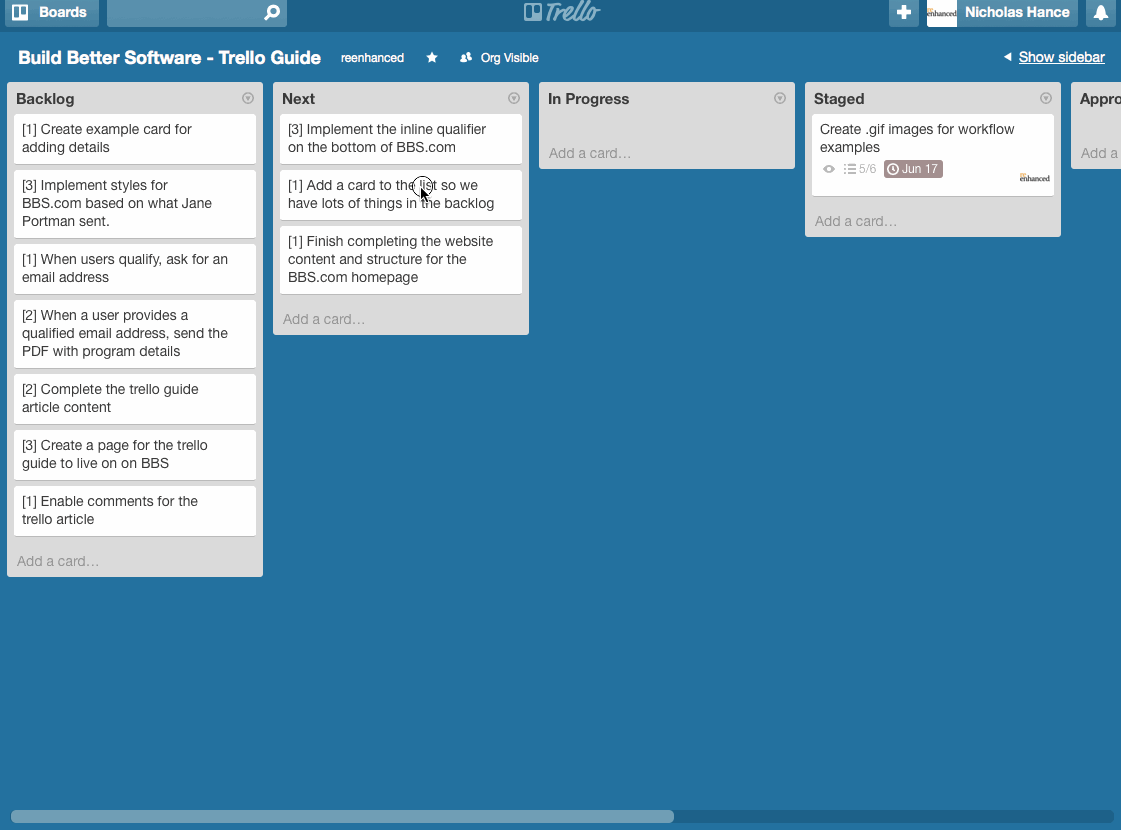 Boards
Trello
Nicholas Hance
Build Better Software - Trello Guide
reenhanced
Org Visible
Show sidebar
Backlog
[1] Create example card for
adding details
[3] Implement styles for
BBS.com based on what Jane
Portman sent.
[1] When users qualify, ask for an
email address
[2] When a user provides a
qualified email address, send the
PDF with program details
[2] Complete the trello guide
article content
[3] Create a page for the trello
guide to live on on BBS
[1] Enable comments for the
trello article
Add a card…
Next
[3] Implement the inline qualifier
on the bottom of BBS.com
[1] Add a card to the list so we
have lots of things in the backlog
[1] Finish completing the website
content and structure for the
BBS.com homepage
Add a card…
In Progress
Add a card…
Staged
Create .gif images for workflow
examples
5/6
Jun 17
enhanced
Add a card…
Appro
Add a